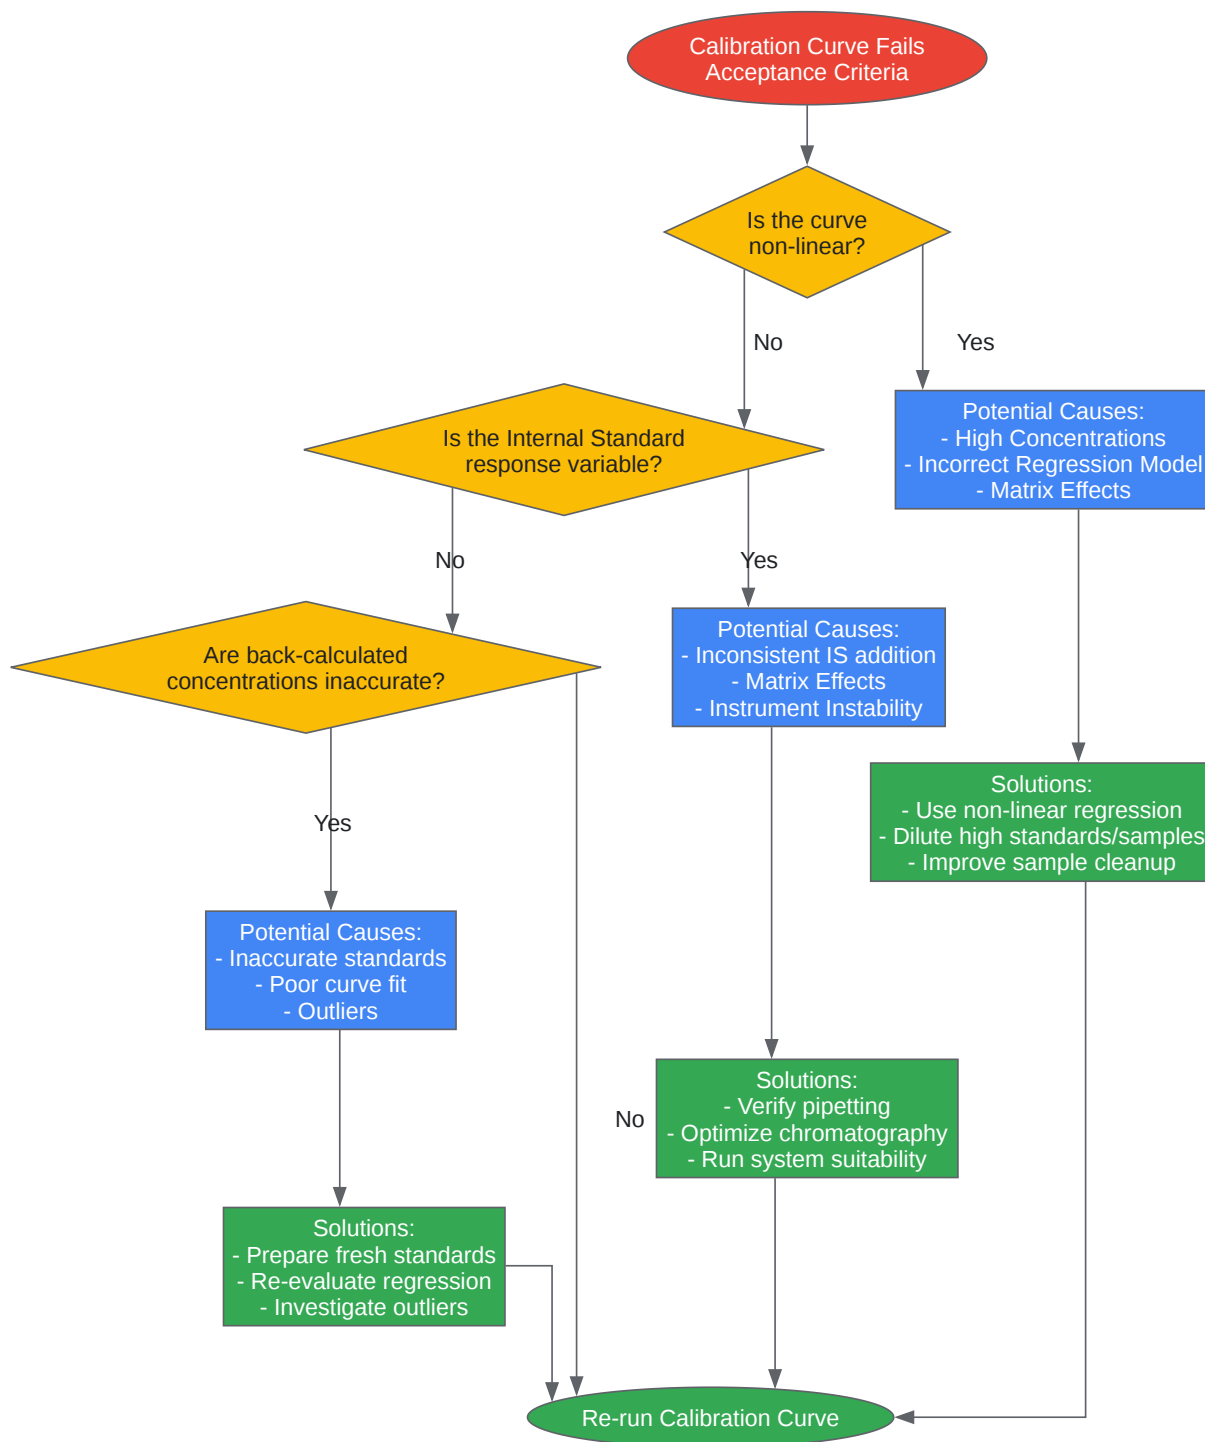 Calibration Curve Fails
Acceptance Criteria
Is the curve
non-linear?
No
Yes
Is the Internal Standard
response variable?
Potential Causes:
- High Concentrations
- Incorrect Regression Model
- Matrix Effects
No
Yes
Are back-calculated
concentrations inaccurate?
Potential Causes:
- Inconsistent IS addition
- Matrix Effects
- Instrument Instability
Solutions:
- Use non-linear regression
- Dilute high standards/samples
- Improve sample cleanup
Yes
Potential Causes:
- Inaccurate standards
- Poor curve fit
- Outliers
No
Solutions:
- Verify pipetting
- Optimize chromatography
- Run system suitability
Solutions:
- Prepare fresh standards
- Re-evaluate regression
- Investigate outliers
Re-run Calibration Curve